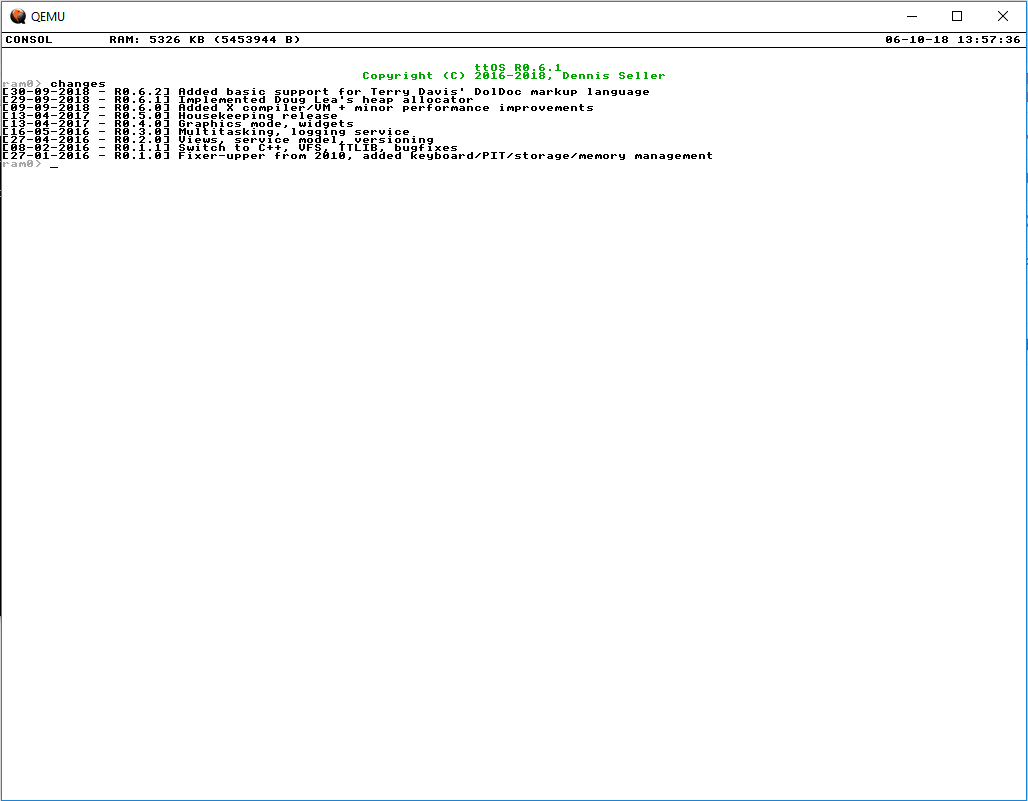 QEMU
CONSOL RAM: 5326 KB (5453944 B) 06-10-18 13:57:36
ttOS R0.6.1
Copyright (C) 2016-2018, Dennis Seller
ram0> changes
[30-09-2018 - R0.6.2] Added basic support for Terry Davis' DolDoc markup language
[29-09-2018 - R0.6.1] Implemented Doug Lea's heap allocator
[09-09-2018 - R0.6.0] Added X compiler/VM + minor performance improvements
[13-04-2017 - R0.5.0] Housekeeping release
[13-04-2017 - R0.4.0] Graphics mode, widgets
[16-05-2016 - R0.3.0] Multitasking, logging service
[27-04-2016 - R0.2.0] Views, service model, versioning
[08-02-2016 - R0.1.1] Switch to C++, VFS, TTLIB, bugfixes
[27-01-2016 - R0.1.0] Fixer-upper from 2010, added keyboard/PIT/storage/memory management
ram0> _